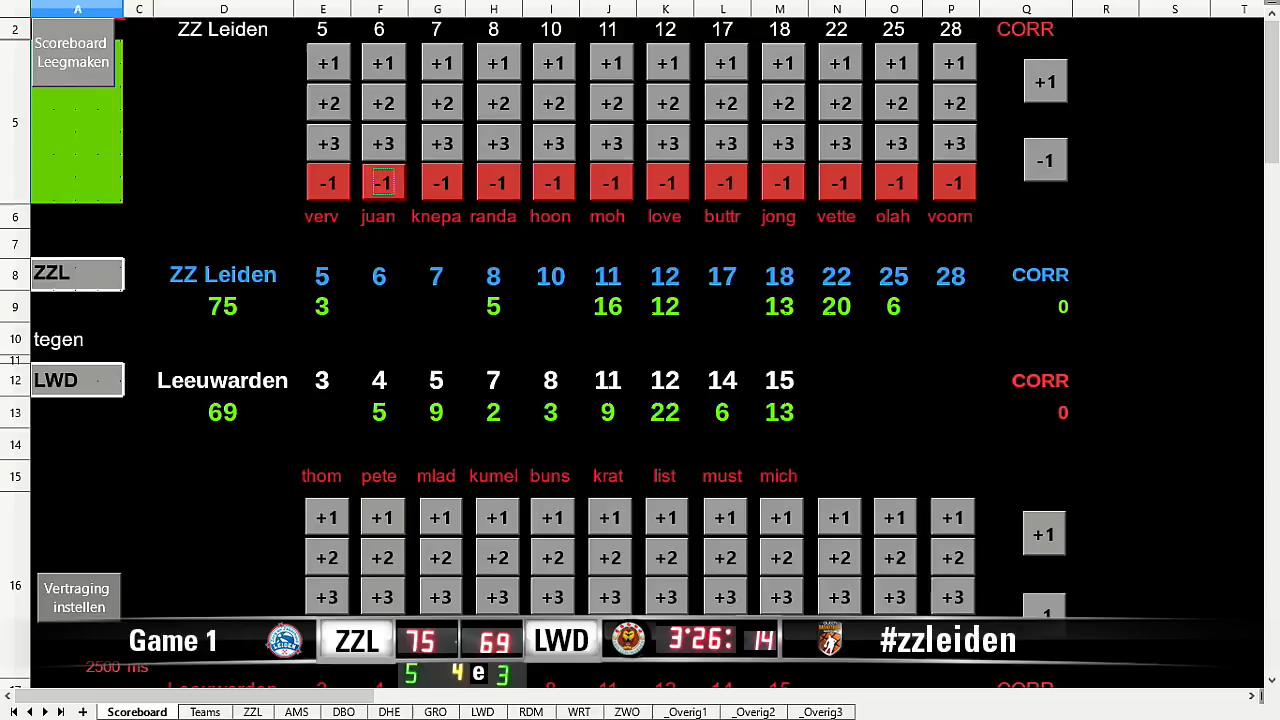 A C D E F G H I J K L M N O P Q R S T
2 ZZ Leiden 5 6 7 8 10 11 12 17 18 22 25 28 CORR
Scoreboard
Leegmaken
+1 +1 +1 +1 +1 +1 +1 +1 +1 +1 +1 +1 +1
+2 +2 +2 +2 +2 +2 +2 +2 +2 +2 +2 +2
5
+3 +3 +3 +3 +3 +3 +3 +3 +3 +3 +3 +3 -1
-1 -1 -1 -1 -1 -1 -1 -1 -1 -1 -1 -1
6 verv juan knepa randa hoon moh love buttr jong vette olah voorn
7
8 ZZL ZZ Leiden 5 6 7 8 10 11 12 17 18 22 25 28 CORR
9 75 3 5 16 12 13 20 6 0
10 tegen
11
12 LWD Leeuwarden 3 4 5 7 8 11 12 14 15 CORR
13 69 5 9 2 3 9 22 6 13 0
14
15 thom pete mlad kumel buns krat list must mich
+1 +1 +1 +1 +1 +1 +1 +1 +1 +1 +1 +1 +1
+2 +2 +2 +2 +2 +2 +2 +2 +2 +2 +2 +2
16
Vertraging
instellen
+3 +3 +3 +3 +3 +3 +3 +3 +3 +3 +3 +3
Game 1 ZZL 75 69 LWD 3:26: 14 #zzleiden
2500 ms
5 4 e 3
Scoreboard Teams ZZL AMS DBO DHE GRO LWD RDM WRT ZWO _Overig1 _Overig2 _Overig3